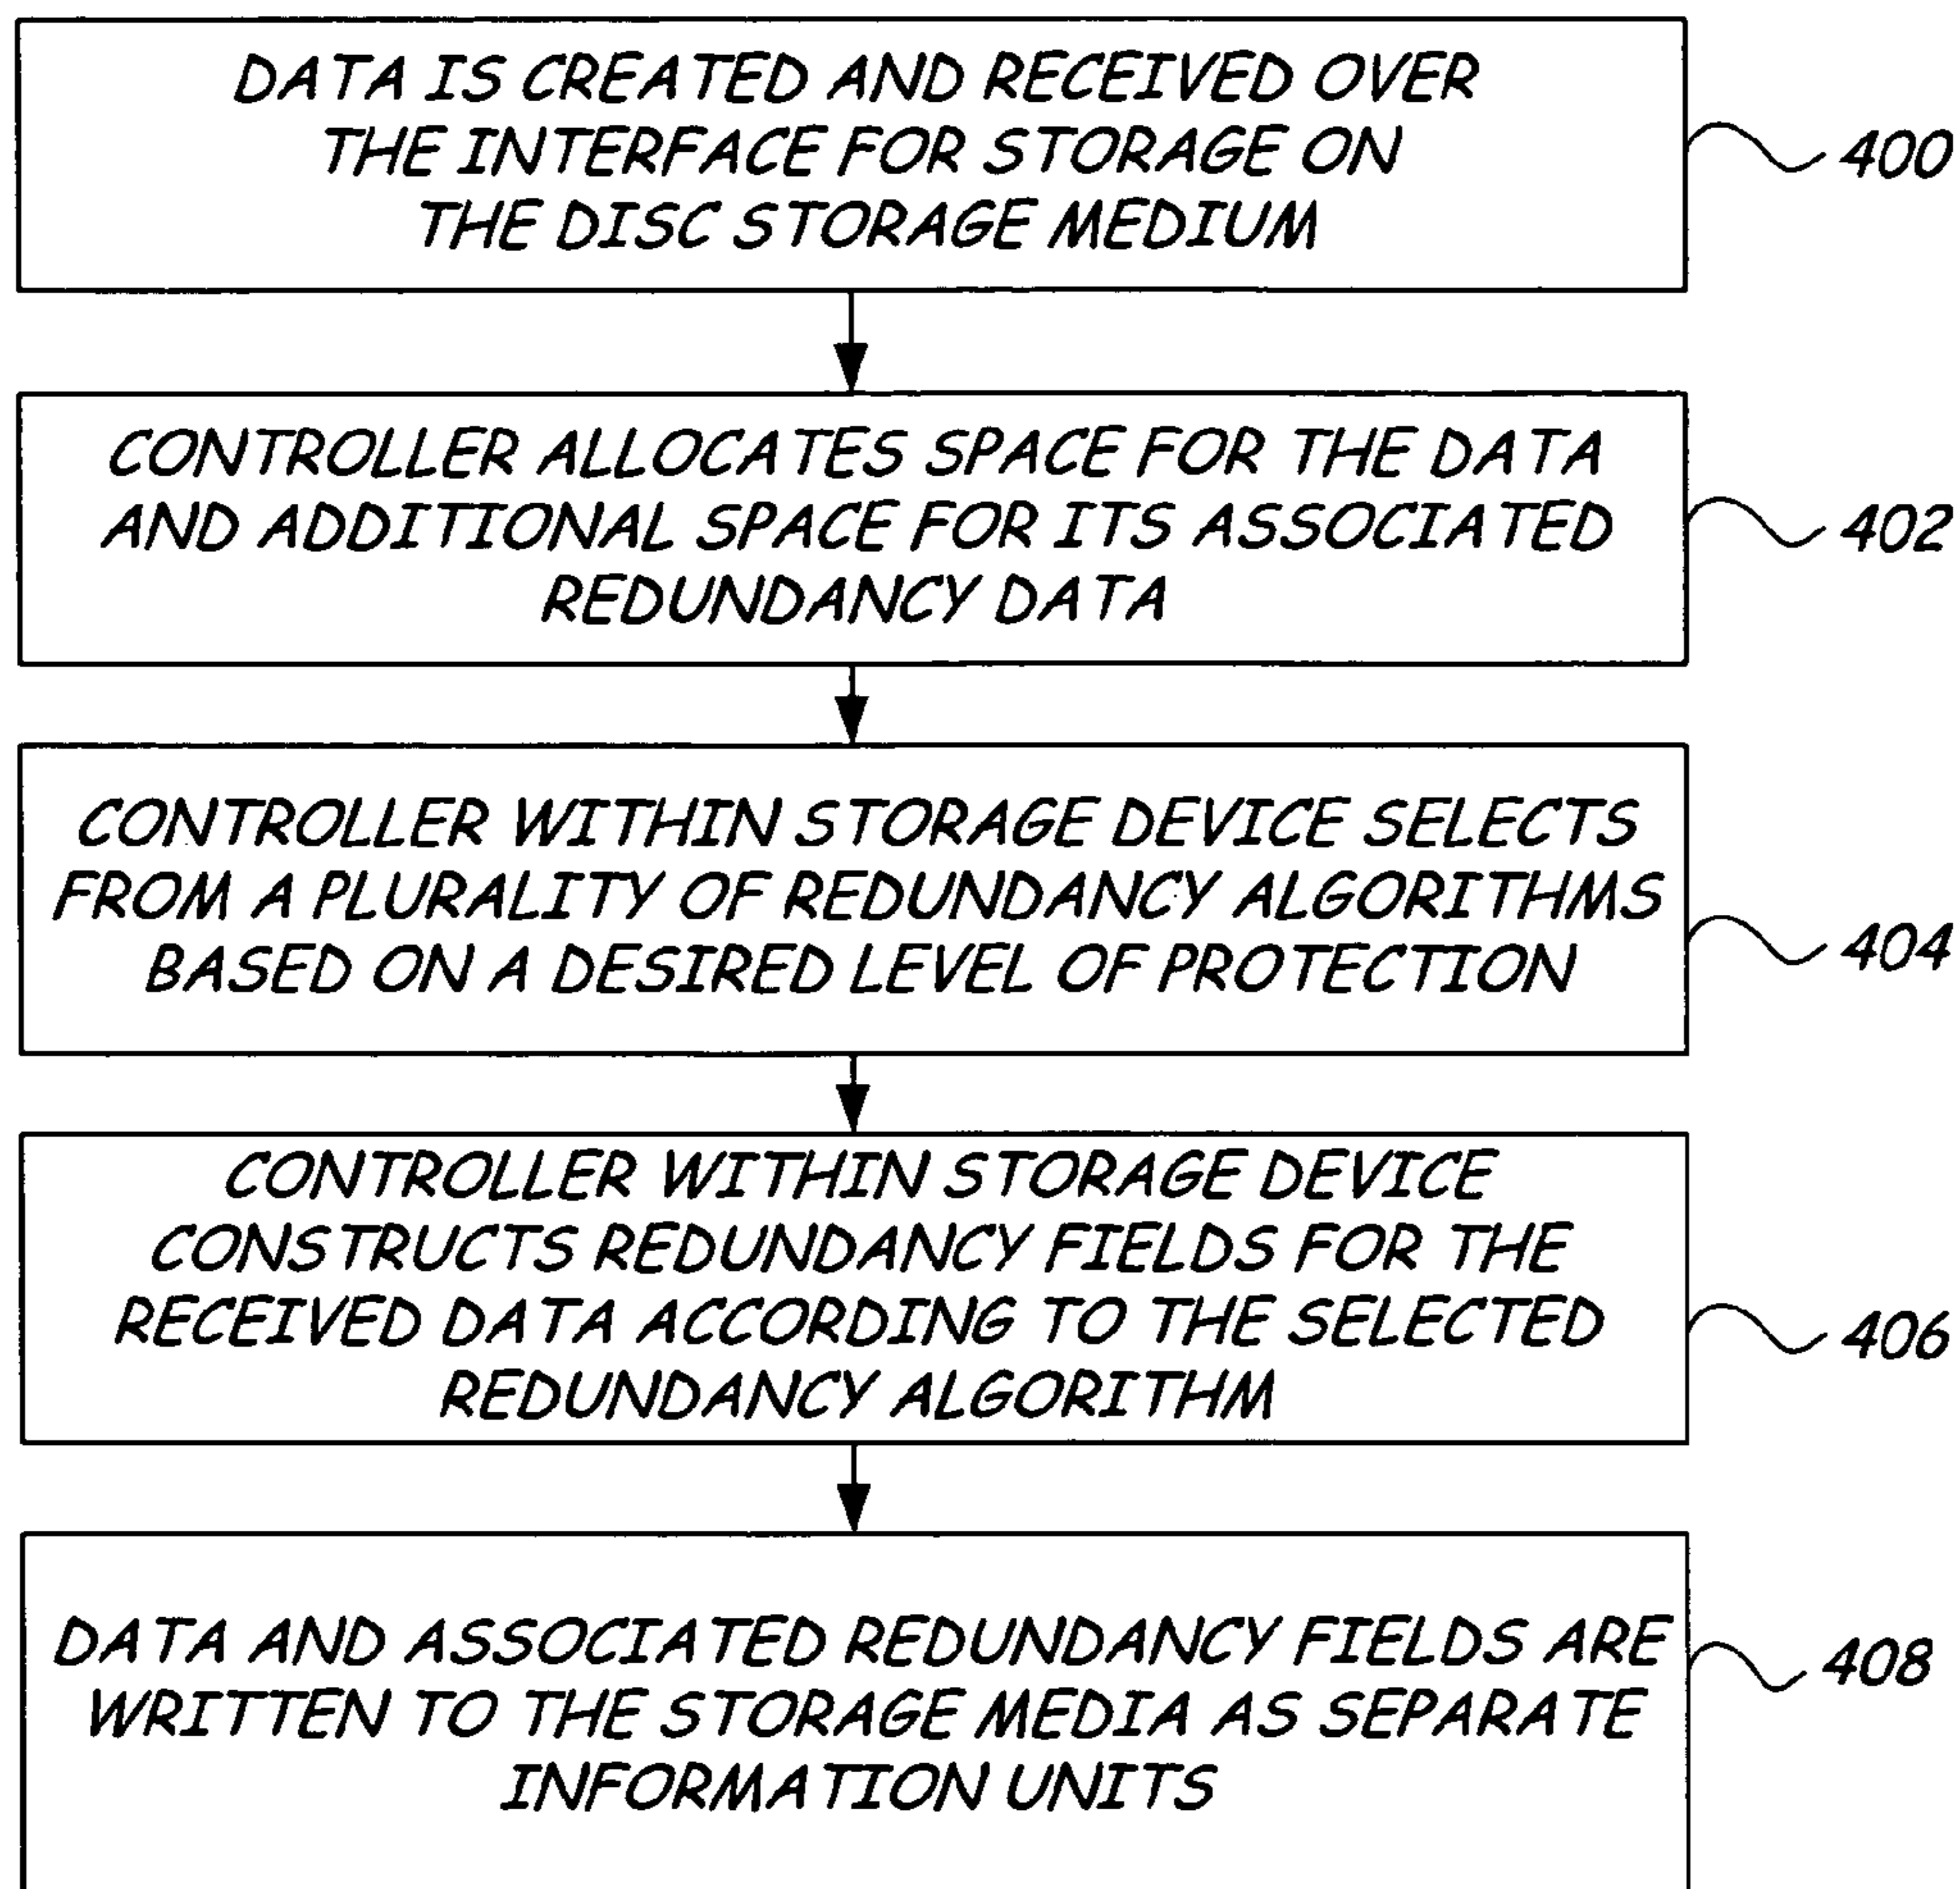 DATA IS CREATED AND RECEIVED OVER
THE INTERFACE FOR STORAGE ON
THE DISC STORAGE MEDIUM
400
CONTROLLER ALLOCATES SPACE FOR THE DATA
AND ADDITIONAL SPACE FOR ITS ASSOCIATED
REDUNDANCY DATA
402
CONTROLLER WITHIN STORAGE DEVICE SELECTS
FROM A PLURALITY OF REDUNDANCY ALGORITHMS
BASED ON A DESIRED LEVEL OF PROTECTION
404
CONTROLLER WITHIN STORAGE DEVICE
CONSTRUCTS REDUNDANCY FIELDS FOR THE
RECEIVED DATA ACCORDING TO THE SELECTED
REDUNDANCY ALGORITHM
406
DATA AND ASSOCIATED REDUNDANCY FIELDS ARE
WRITTEN TO THE STORAGE MEDIA AS SEPARATE
INFORMATION UNITS
408